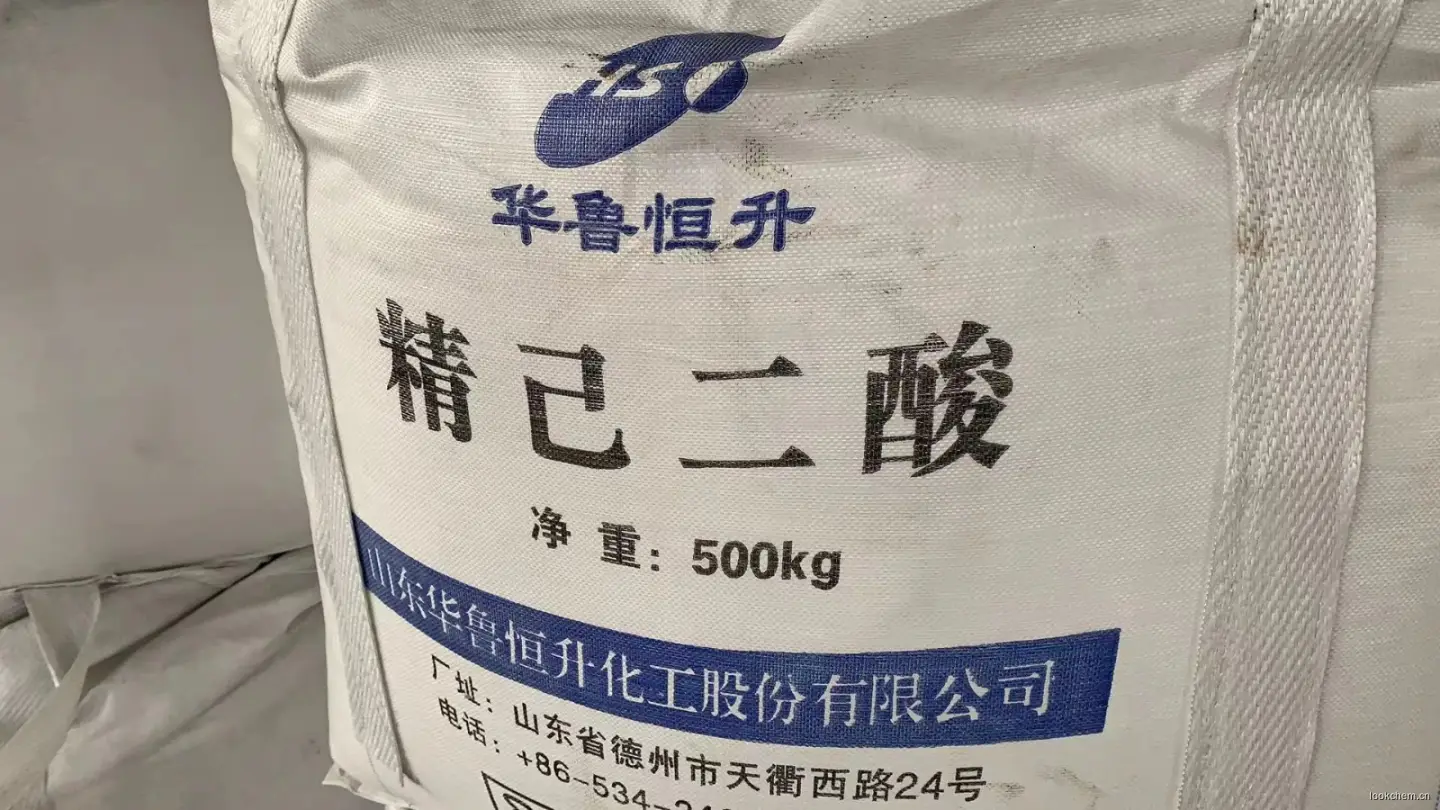 华鲁恒升
精己二酸
净 重：500kg
山东华鲁恒升化工股份有限公司
厂址：山东省德州市天衢西路24号
电话：+86-534-24
lookchem.cn